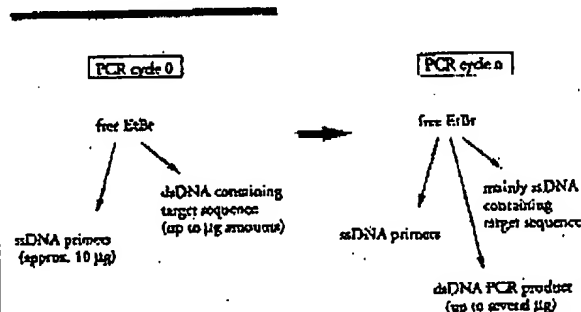 PCR cycle 0
free EtBr
dsDNA containing
target sequence
(up to µg amounts)
ssDNA primers
(approx. 10 µg)
PCR cycle n
free EtBr
mainly ssDNA
containing
target sequence
ssDNA primers
dsDNA PCR product
(up to several µg)